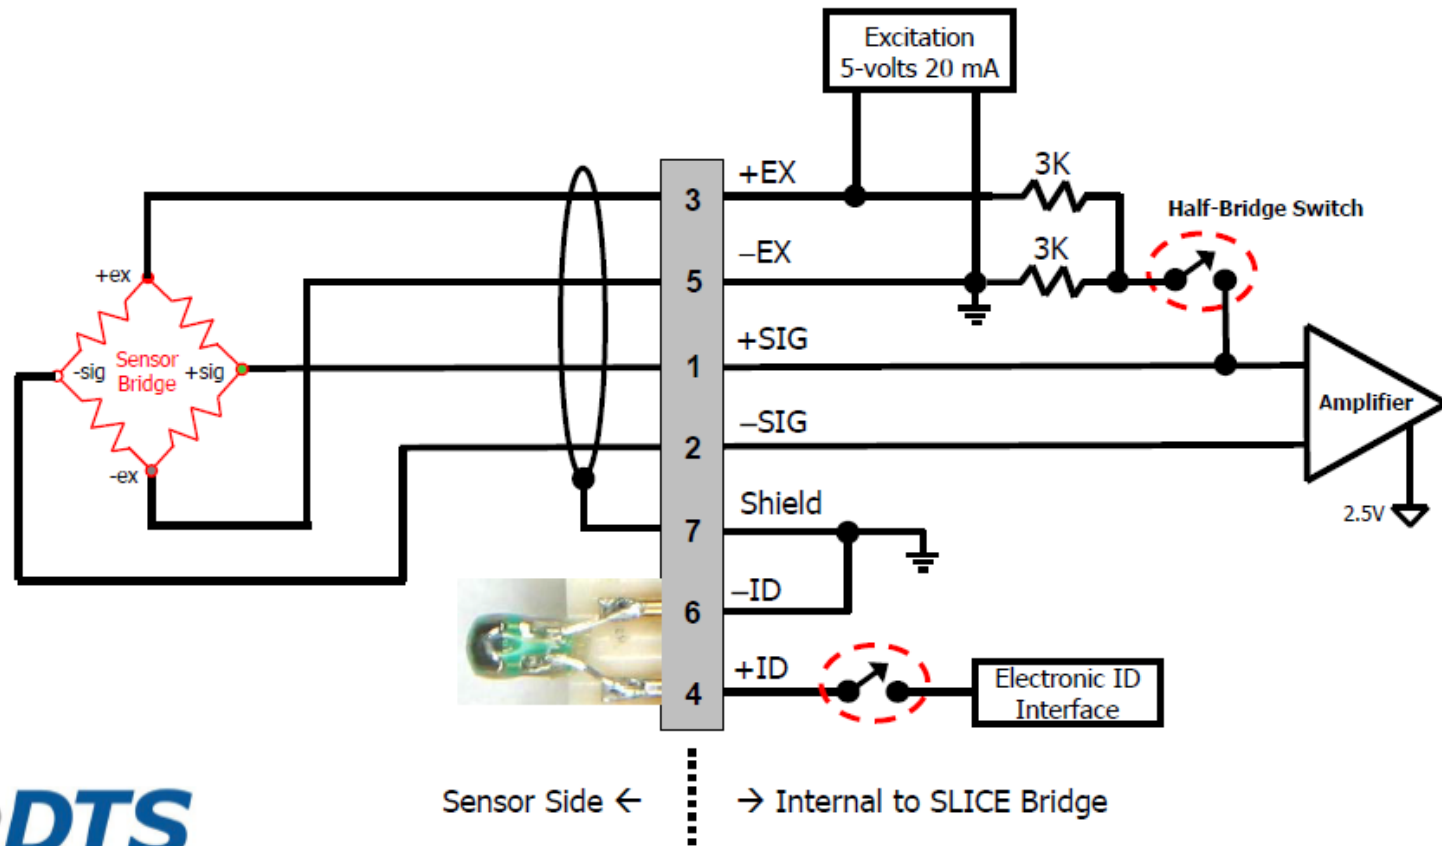 Excitation
5-volts 20 mA
+EX
3K
3
Half-Bridge Switch
-EX
3K
+ex
5
+SIG
Sensor
-sig
+sig
Bridge
1
Amplifier
-SIG
2
-ex
Shield
2.5V
7
-ID
6
+ID
4
Electronic ID
Interface
Sensor Side ←
→ Internal to SLICE Bridge
DTS